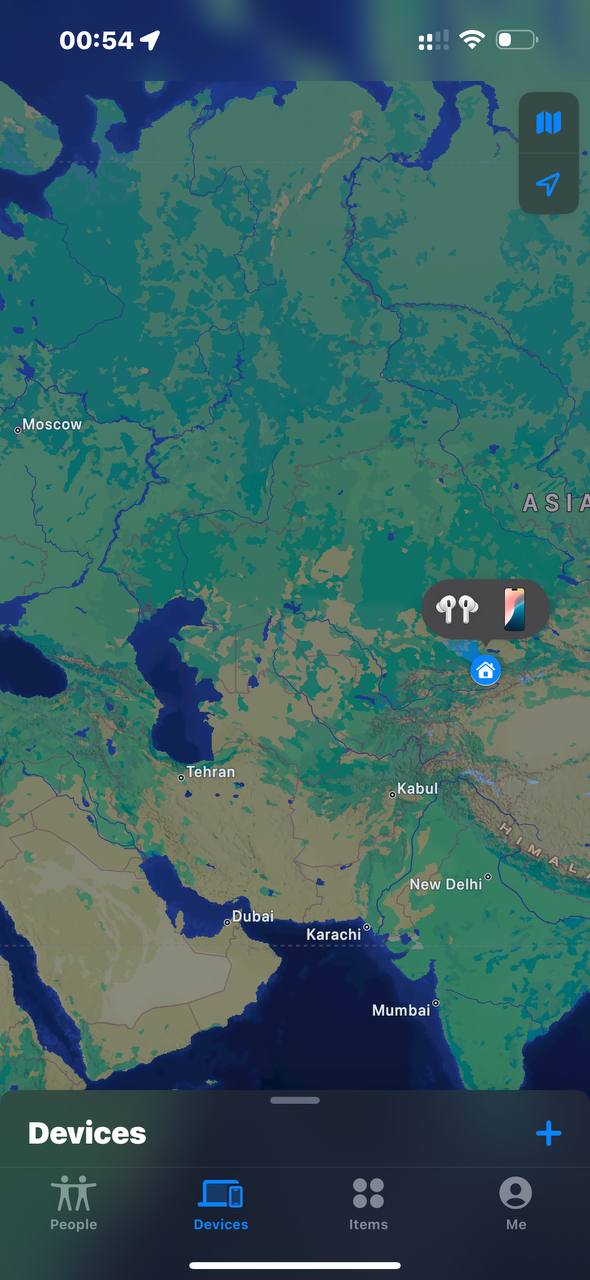 00:54
Moscow
ASIA
Tehran
Kabul
HIMAL
New Delhi
Dubai
Karachi
Mumbai
Devices
People
Devices
Items
Me